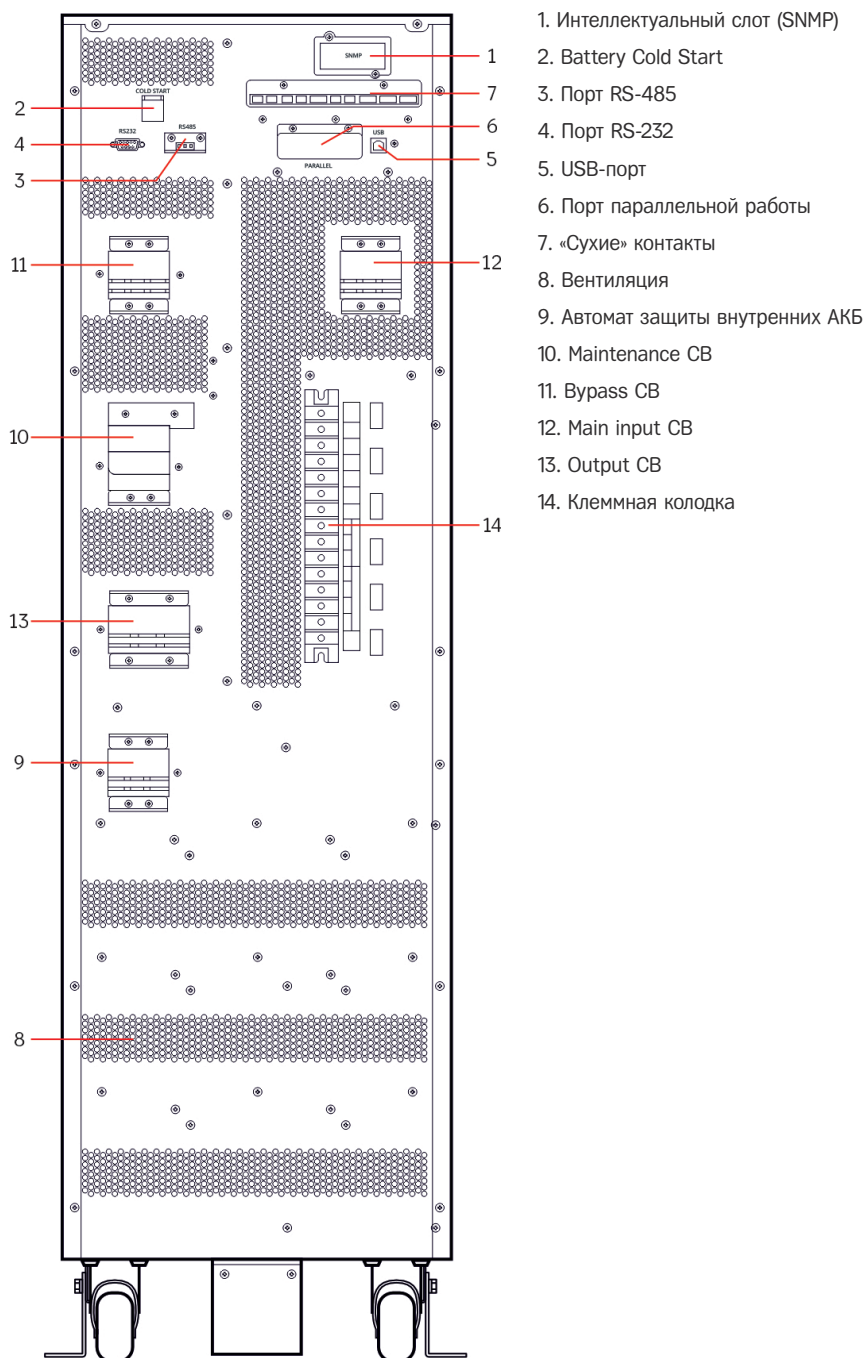 1. Интеллектуальный слот (SNMP)
2. Battery Cold Start
3. Порт RS-485
4. Порт RS-232
5. USB-порт
6. Порт параллельной работы
7. «Сухие» контакты
8. Вентиляция
9. Автомат защиты внутренних АКБ
10. Maintenance CB
11. Bypass CB
12. Main input CB
13. Output CB
14. Клеммная колодка
SNMP
1
7
COLD START
2
6
RS232
RS485
USB
4
5
PARALLEL
3
11
12
10
14
13
9
8